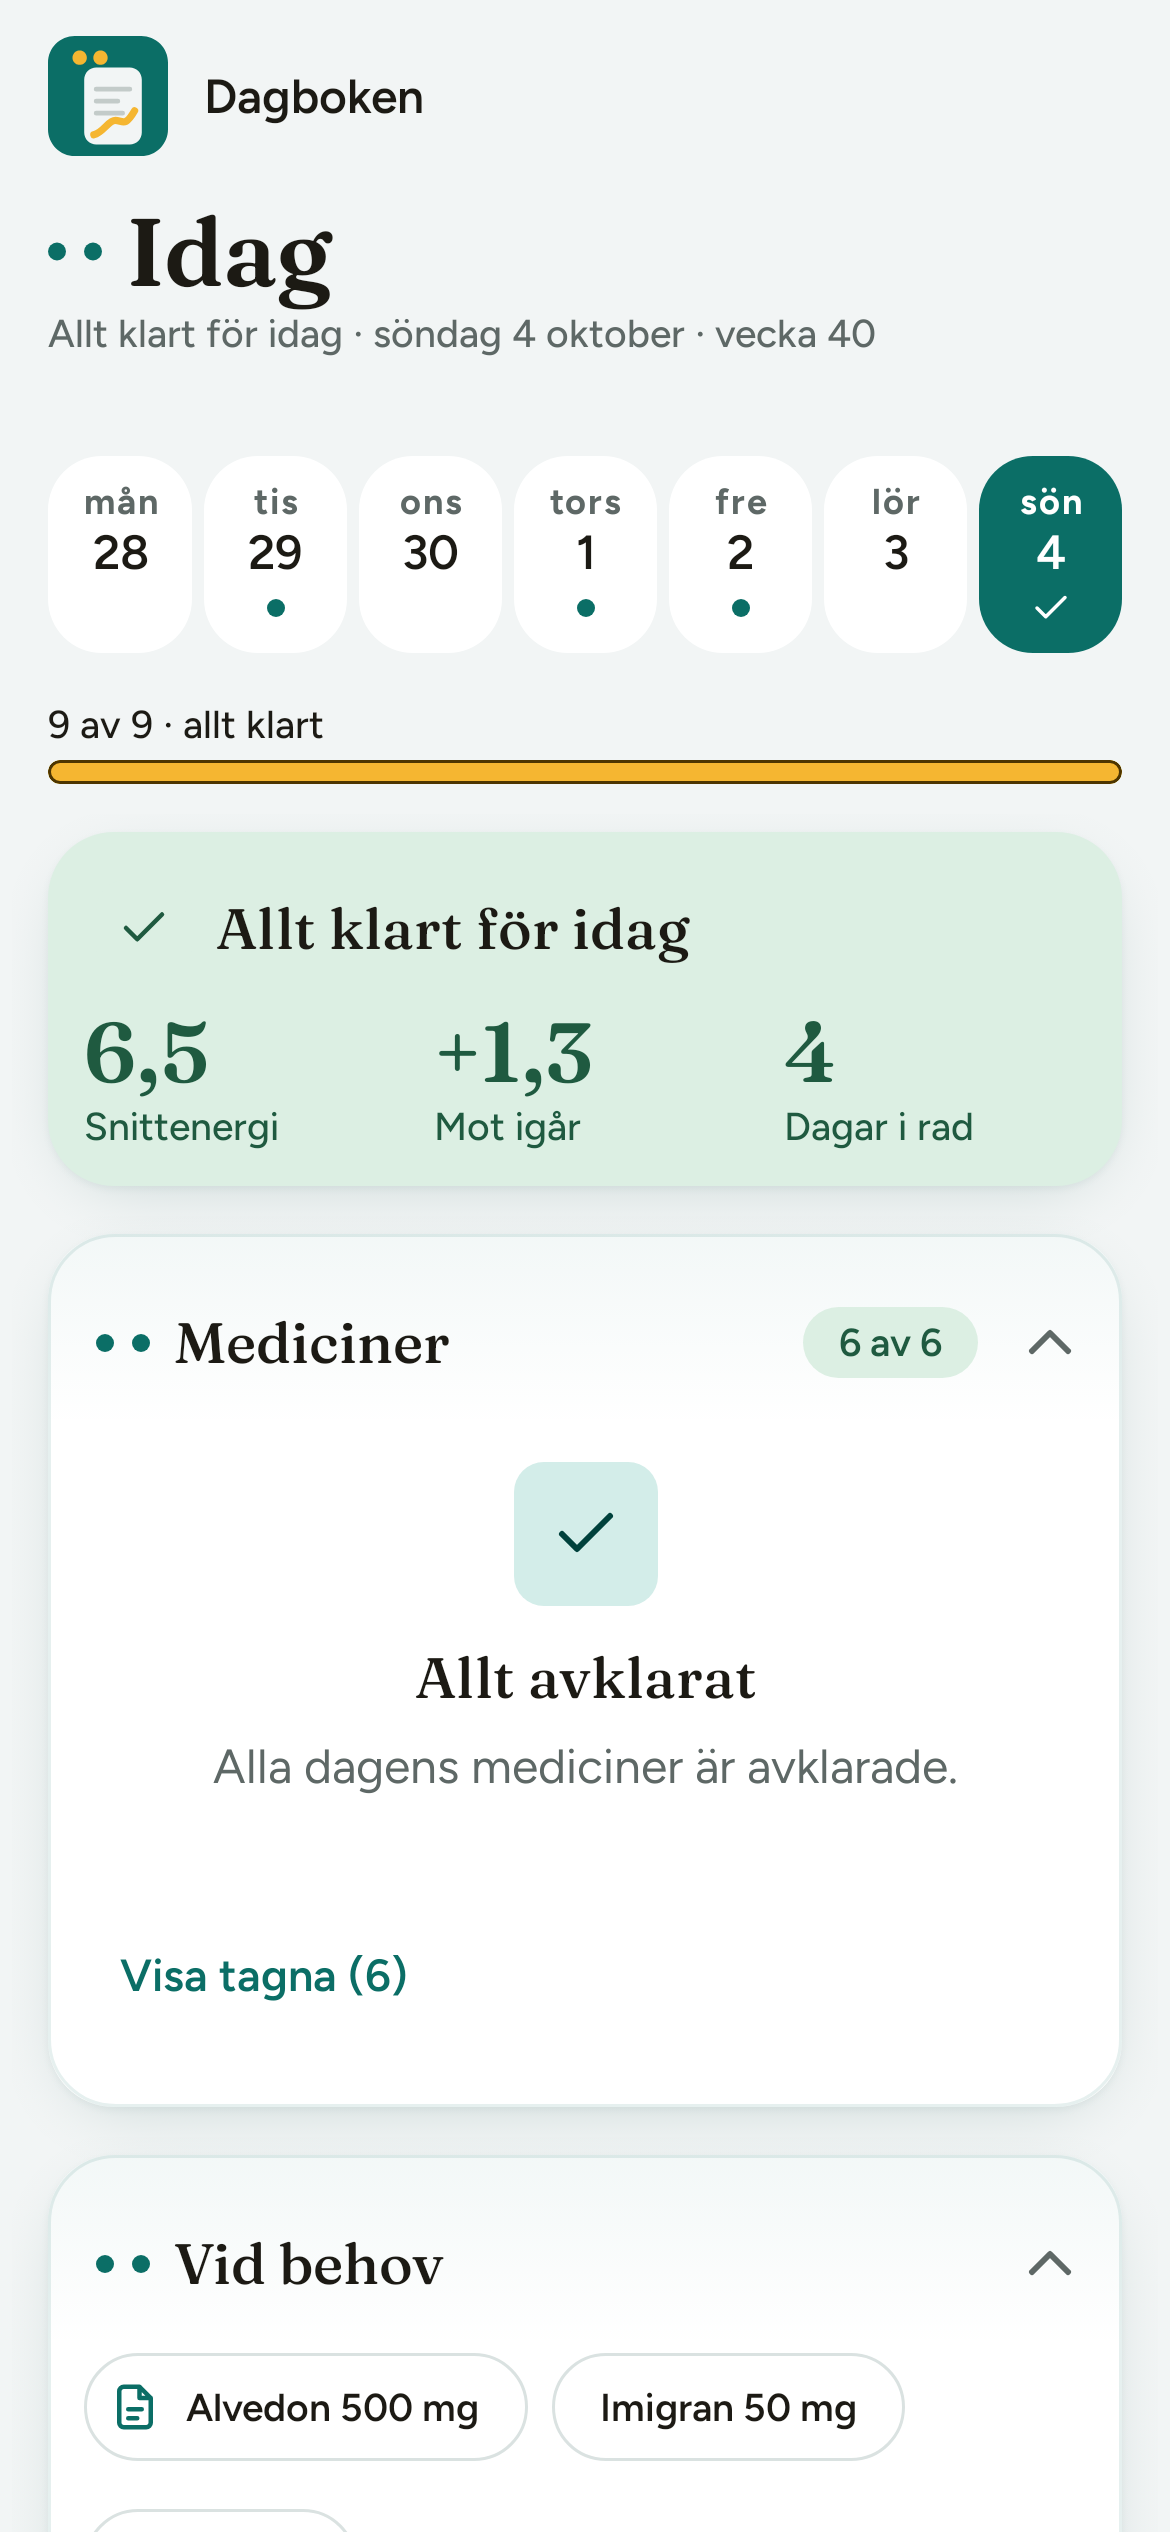 Dagboken
Idag
Allt klart för idag · söndag 4 oktober · vecka 40
mån tis ons tors fre lör sön
28 29 30 1 2 3 4
9 av 9 · allt klart
Allt klart för idag
6,5 +1,3 4
Snittenergi Mot igår Dagar i rad
Mediciner 6 av 6
Allt avklarat
Alla dagens mediciner är avklarade.
Visa tagna (6)
Vid behov
Alvedon 500 mg Imigran 50 mg